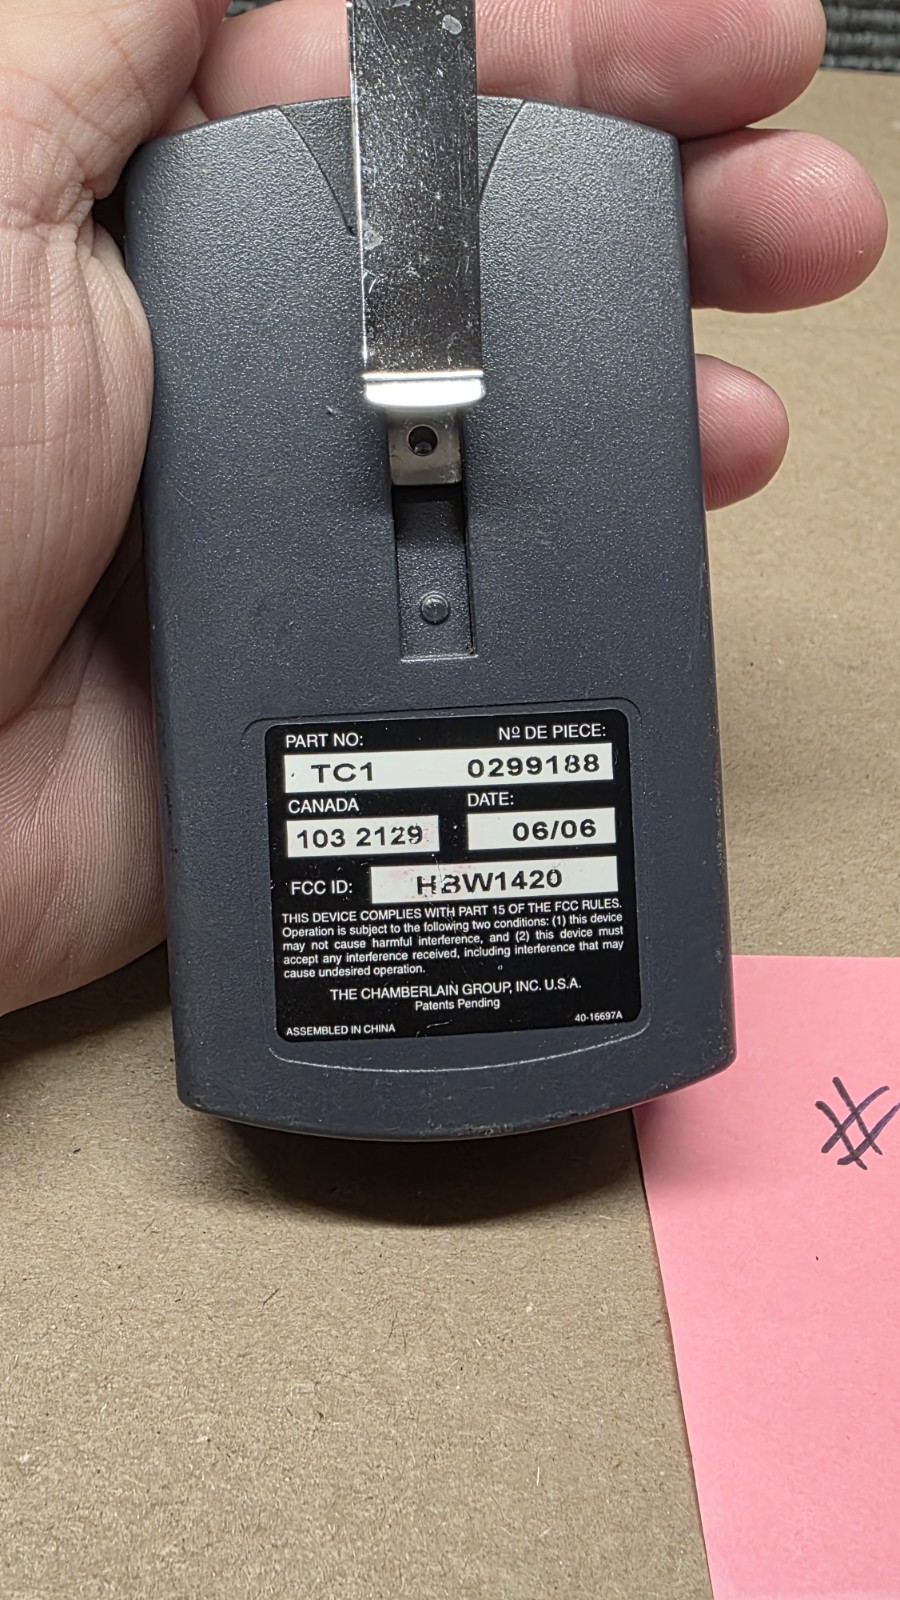 PART NO: Nº DE PIECE:
TC1 0299188
CANADA DATE:
103 2129 06/06
FCC ID: HBW1420
THIS DEVICE COMPLIES WITH PART 15 OF THE FCC RULES.
Operation is subject to the following two conditions: (1) this device
may not cause harmful interference, and (2) this device must
accept any interference received, including interference that may
cause undesired operation.
THE CHAMBERLAIN GROUP, INC. U.S.A.
Patents Pending
ASSEMBLED IN CHINA 40-16697A
#